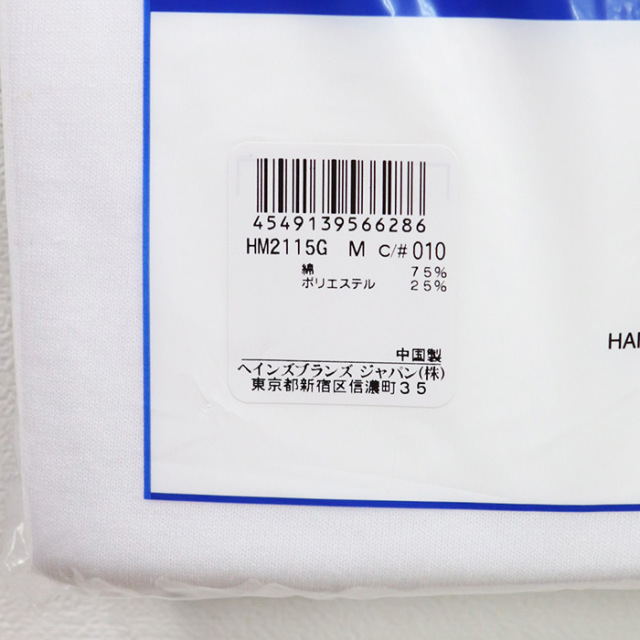 4549139566286
HM2115G M C/# 010
綿 75%
ポリエステル 25%
中国製
HAN
ヘインズブランズ ジャパン(株)
東京都新宿区信濃町35